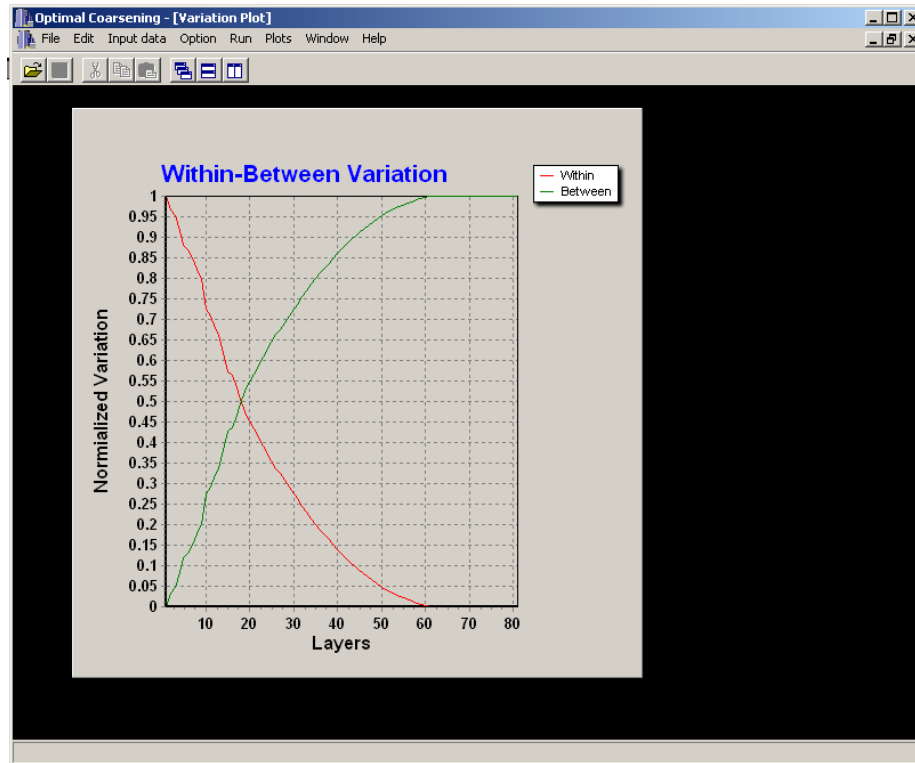 Optimal Coarsening - [Variation Plot]
File Edit Input data Option Run Plots Window Help
Within-Between Variation
Within
Between
Normialized Variation
1
0.95
0.9
0.85
0.8
0.75
0.7
0.65
0.6
0.55
0.5
0.45
0.4
0.35
0.3
0.25
0.2
0.15
0.1
0.05
0
10 20 30 40 50 60 70 80
Layers